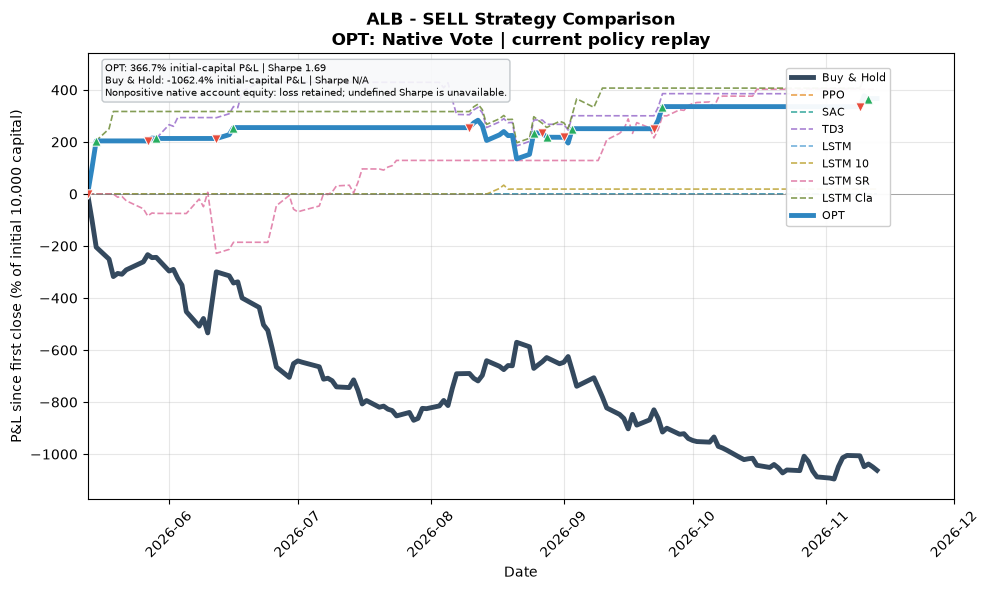 ALB - SELL Strategy Comparison
OPT: Native Vote | current policy replay
OPT: 366.7% initial-capital P&L | Sharpe 1.69
Buy & Hold: -1062.4% initial-capital P&L | Sharpe N/A
Nonpositive native account equity: loss retained; undefined Sharpe is unavailable.
Buy & Hold
PPO
SAC
TD3
LSTM
LSTM 10
LSTM SR
LSTM Cla
OPT
P&L since first close (% of initial 10,000 capital)
400
200
0
−200
−400
−600
−800
−1000
2026-06
2026-07
2026-08
2026-09
2026-10
2026-11
2026-12
Date